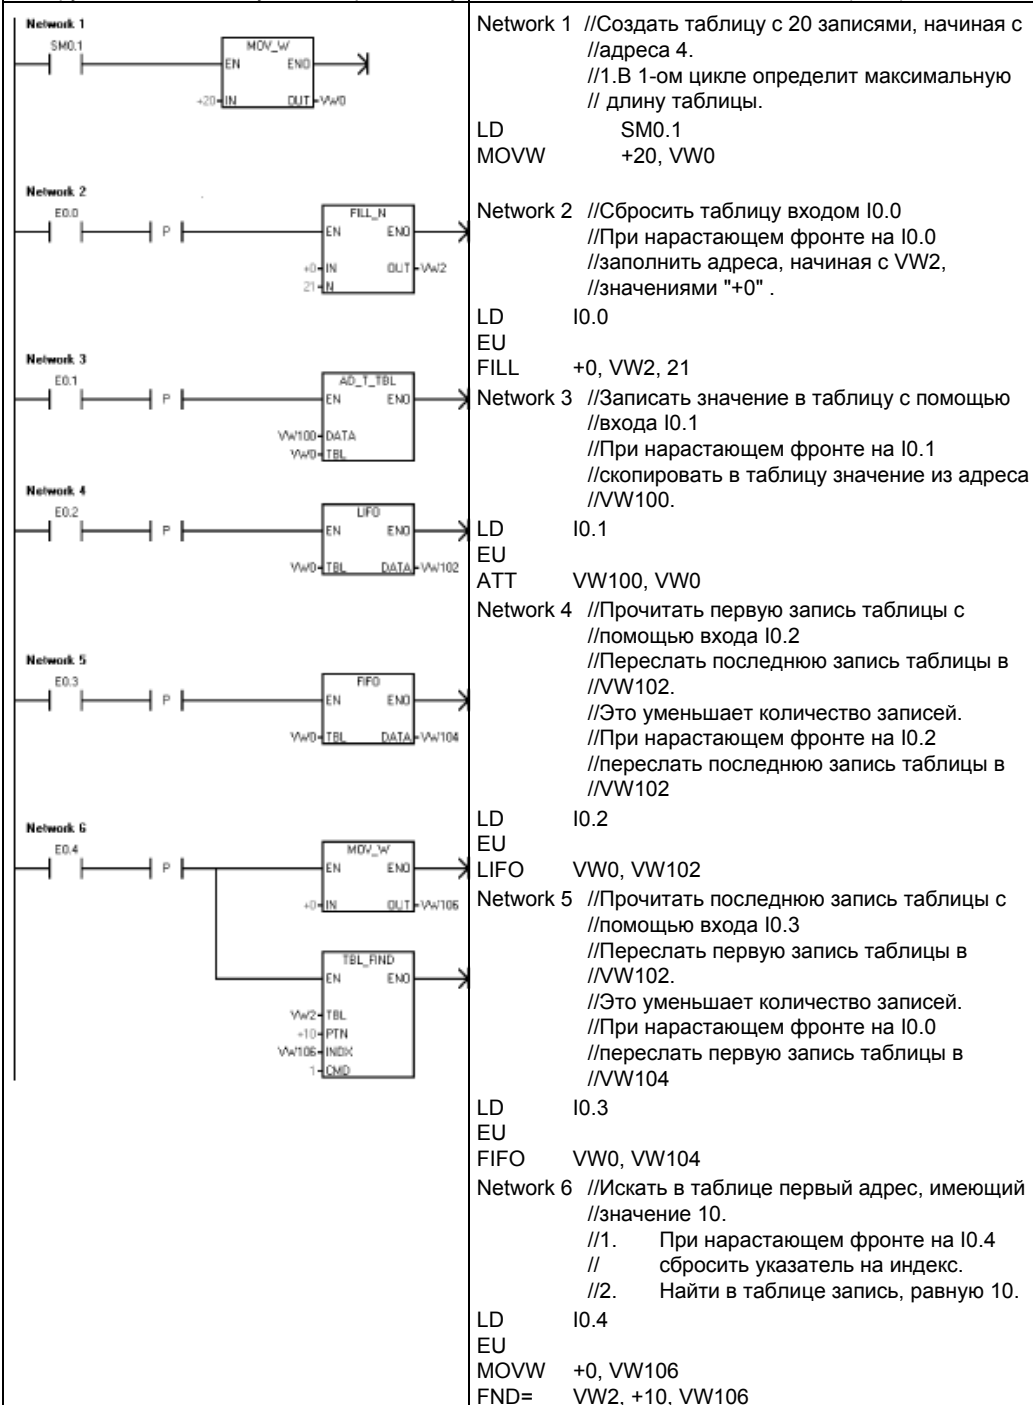 Network 1
SM0.1
MOV_W
EN ENO
+20 IN OUT VW0
Network 2
E0.0
P
FILL_N
EN ENO
+0 IN OUT VW2
21 N
Network 3
E0.1
P
AD_T_TBL
EN ENO
VW100 DATA
VW0 TBL
Network 4
E0.2
P
LIFO
EN ENO
VW0 TBL DATA VW102
Network 5
E0.3
P
FIFO
EN ENO
VW0 TBL DATA VW104
Network 6
E0.4
P
MOV_W
EN ENO
+0 IN OUT VW106
TBL_FIND
EN ENO
VW2 TBL
+10 PTN
VW106 INDX
1 CMD
Network 1 //Создать таблицу с 20 записями, начиная с
//адреса 4.
//1.В 1-ом цикле определит максимальную
// длину таблицы.
LD SM0.1
MOVW +20, VW0
Network 2 //Сбросить таблицу входом I0.0
//При нарастающем фронте на I0.0
//заполнить адреса, начиная с VW2,
//значениями "+0" .
LD I0.0
EU
FILL +0, VW2, 21
Network 3 //Записать значение в таблицу с помощью
//входа I0.1
//При нарастающем фронте на I0.1
//скопировать в таблицу значение из адреса
//VW100.
LD I0.1
EU
ATT VW100, VW0
Network 4 //Прочитать первую запись таблицы с
//помощью входа I0.2
//Переслать последнюю запись таблицы в
//VW102.
//Это уменьшает количество записей.
//При нарастающем фронте на I0.2
//переслать последнюю запись таблицы в
//VW102
LD I0.2
EU
LIFO VW0, VW102
Network 5 //Прочитать последнюю запись таблицы с
//помощью входа I0.3
//Переслать первую запись таблицы в
//VW102.
//Это уменьшает количество записей.
//При нарастающем фронте на I0.0
//переслать первую запись таблицы в
//VW104
LD I0.3
EU
FIFO VW0, VW104
Network 6 //Искать в таблице первый адрес, имеющий
//значение 10.
//1. При нарастающем фронте на I0.4
// сбросить указатель на индекс.
//2. Найти в таблице запись, равную 10.
LD I0.4
EU
MOVW +0, VW106
FND= VW2, +10, VW106